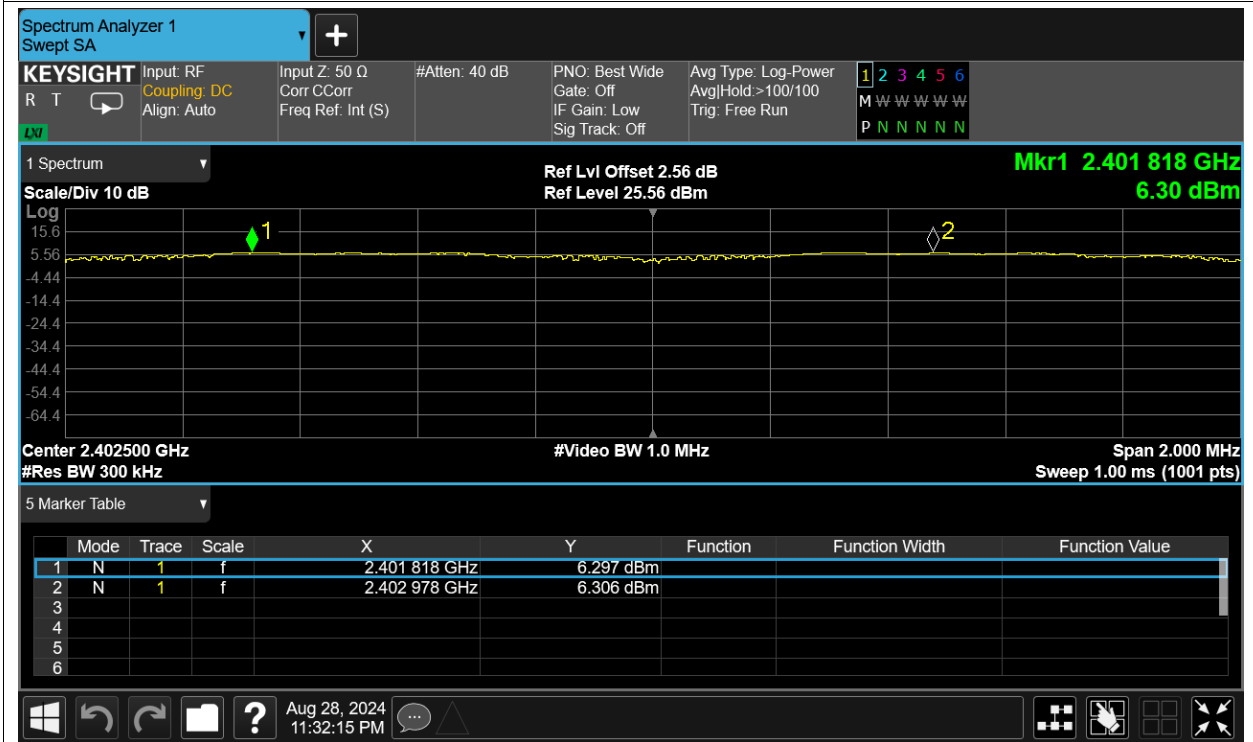 Spectrum Analyzer 1
Swept SA
KEYSIGHT Input: RF Input Z: 50 Ω #Atten: 40 dB PNO: Best Wide Avg Type: Log-Power 1 2 3 4 5 6
R T Coupling: DC Corr CCorr Gate: Off Avg|Hold:>100/100 M W W W W W
Align: Auto Freq Ref: Int (S) IF Gain: Low Trig: Free Run
LXI Sig Track: Off P N N N N N
1 Spectrum Ref Lvl Offset 2.56 dB Mkr1 2.401 818 GHz
Scale/Div 10 dB Ref Level 25.56 dBm 6.30 dBm
Log
15.6 1 2
5.56
-4.44
-14.4
-24.4
-34.4
-44.4
-54.4
-64.4
Center 2.402500 GHz #Video BW 1.0 MHz Span 2.000 MHz
#Res BW 300 kHz Sweep 1.00 ms (1001 pts)
5 Marker Table
Mode Trace Scale X Y Function Function Width Function Value
1 N 1 f 2.401 818 GHz 6.297 dBm
2 N 1 f 2.402 978 GHz 6.306 dBm
3
4
5
6
? Aug 28, 2024
11:32:15 PM